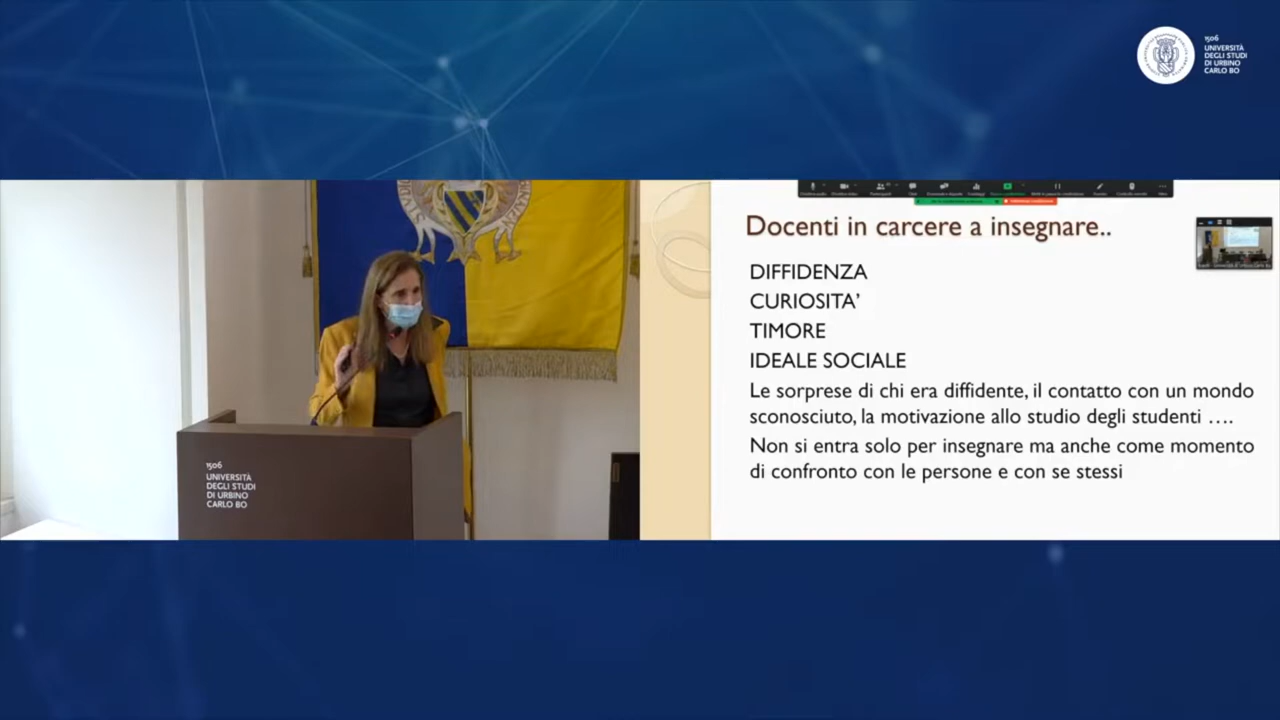 1506
UNIVERSITÀ
DEGLI STUDI
DI URBINO
CARLO BO
Docenti in carcere a insegnare..
DIFFIDENZA
CURIOSITA'
TIMORE
IDEALE SOCIALE
Le sorprese di chi era diffidente, il contatto con un mondo
sconosciuto, la motivazione allo studio degli studenti ….
Non si entra solo per insegnare ma anche come momento
di confronto con le persone e con se stessi
1506
UNIVERSITÀ
DEGLI STUDI
DI URBINO
CARLO BO